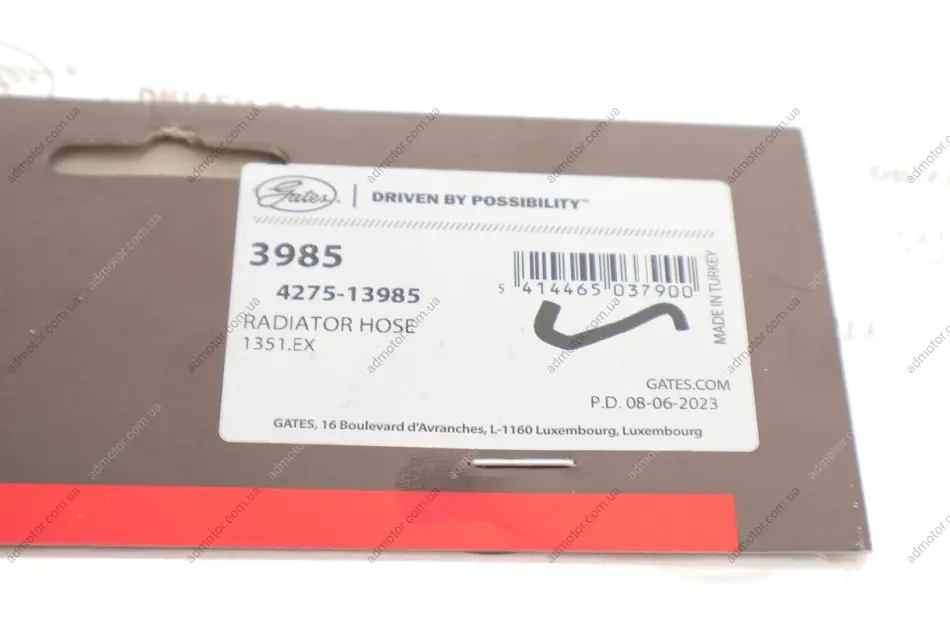 Gates. | DRIVEN BY POSSIBILITY™
3985
4275-13985
RADIATOR HOSE
1351.EX
5 414465 037900
MADE IN TURKEY
GATES.COM
P.D. 08-06-2023
GATES, 16 Boulevard d'Avranches, L-1160 Luxembourg, Luxembourg
admotor.com.ua